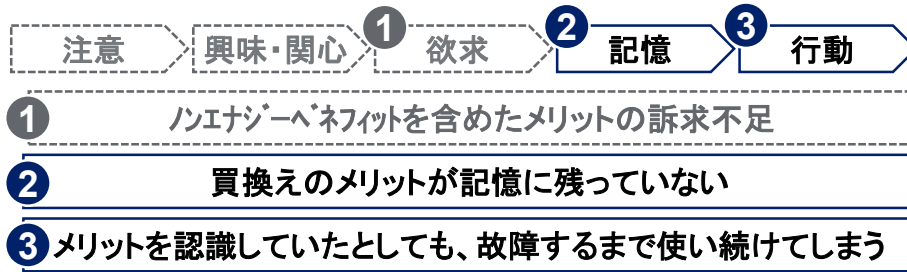 注意 興味・関心 1 欲求 2 記憶 3 行動
1 ノンエナジーベネフィットを含めたメリットの訴求不足
2 買換えのメリットが記憶に残っていない
3 メリットを認識していたとしても、故障するまで使い続けてしまう